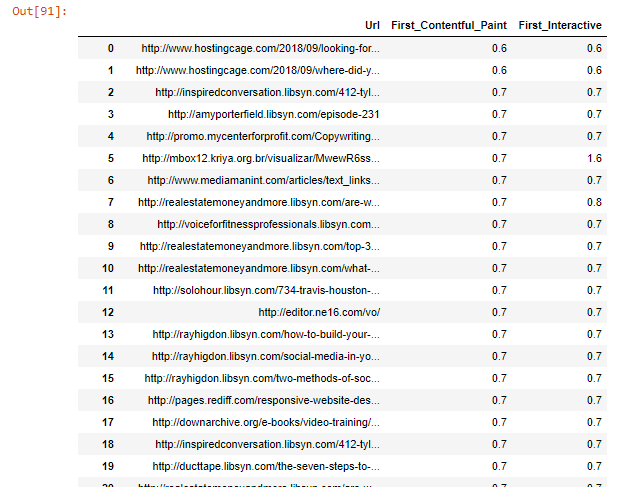 Out[91]:
Url First_Contentful_Paint First_Interactive
0 http://www.hostingcage.com/2018/09/looking-for... 0.6 0.6
1 http://www.hostingcage.com/2018/09/where-did-y... 0.6 0.6
2 http://inspiredconversation.libsyn.com/412-tyl... 0.7 0.7
3 http://amyporterfield.libsyn.com/episode-231 0.7 0.7
4 http://promo.mycenterforprofit.com/Copywriting... 0.7 0.7
5 http://mbox12.kriya.org.br/visualizar/MwewR6ss... 0.7 1.6
6 http://www.mediamanint.com/articles/text_links... 0.7 0.7
7 http://realestatemoneyandmore.libsyn.com/are-w... 0.7 0.8
8 http://voiceforfitnessprofessionals.libsyn.com... 0.7 0.7
9 http://realestatemoneyandmore.libsyn.com/top-3... 0.7 0.7
10 http://realestatemoneyandmore.libsyn.com/what-... 0.7 0.7
11 http://solohour.libsyn.com/734-travis-houston-... 0.7 0.7
12 http://editor.ne16.com/vo/ 0.7 0.7
13 http://rayhigdon.libsyn.com/how-to-build-your-... 0.7 0.7
14 http://rayhigdon.libsyn.com/social-media-in-yo... 0.7 0.7
15 http://rayhigdon.libsyn.com/two-methods-of-soc... 0.7 0.7
16 http://pages.rediff.com/responsive-website-des... 0.7 0.7
17 http://downarchive.org/e-books/video-training/... 0.7 0.7
18 http://inspiredconversation.libsyn.com/412-tyl... 0.7 0.7
19 http://ducttape.libsyn.com/the-seven-steps-to-... 0.7 0.7